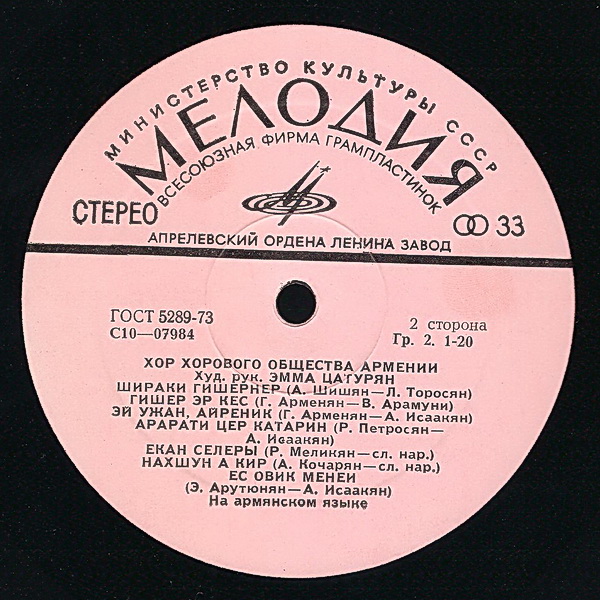 МИНИСТЕРСТВО КУЛЬТУРЫ СССР
МЕЛОДИЯ
ВСЕСОЮЗНАЯ ФИРМА ГРАМПЛАСТИНОК
СТЕРЕО
33
АПРЕЛЕВСКИЙ ОРДЕНА ЛЕНИНА ЗАВОД
ГОСТ 5289-73
С10—07984
2 сторона
Гр. 2. 1-20
ХОР ХОРОВОГО ОБЩЕСТВА АРМЕНИИ
Худ. рук. ЭММА ЦАТУРЯН
ШИРАКИ ГИШЕРНЕР (А. Шишян—Л. Торосян)
ГИШЕР ЭР КЕС (Г. Арменян—В. Арамуни)
ЭЙ УЖАН, АЙРЕНИК (Г. Арменян—А. Исаакян)
АРАРАТИ ЦЕР КАТАРИН (Р. Петросян—
А. Исаакян)
ЕКАН СЕЛЕРЫ (Р. Меликян—сл. нар.)
НАХШУН А КИР (А. Кочарян—сл. нар.)
ЕС ОВИК МЕНЕИ
(Э. Арутюнян—А. Исаакян)
На армянском языке